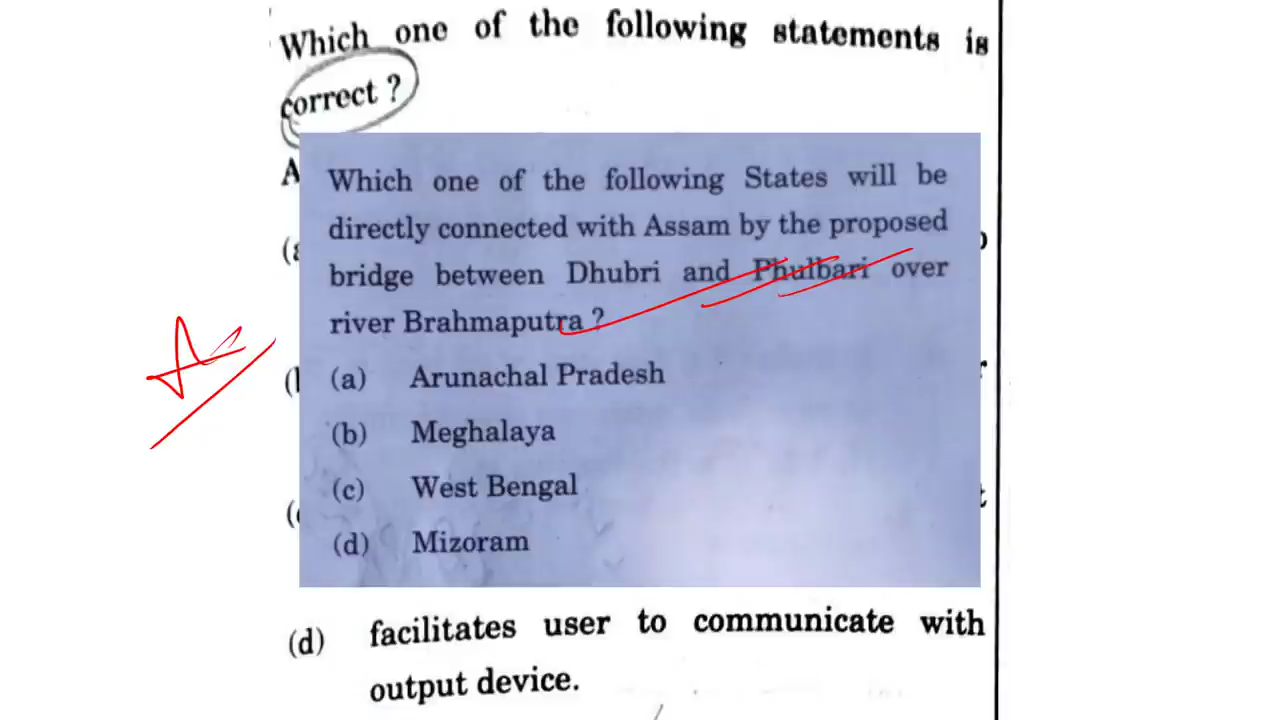 Which one of the following statements is
correct ?
A
Which one of the following States will be
directly connected with Assam by the proposed
bridge between Dhubri and Phulbari over
river Brahmaputra ?
(a) Arunachal Pradesh
(b) Meghalaya
(c) West Bengal
(d) Mizoram
(d) facilitates user to communicate with
output device.